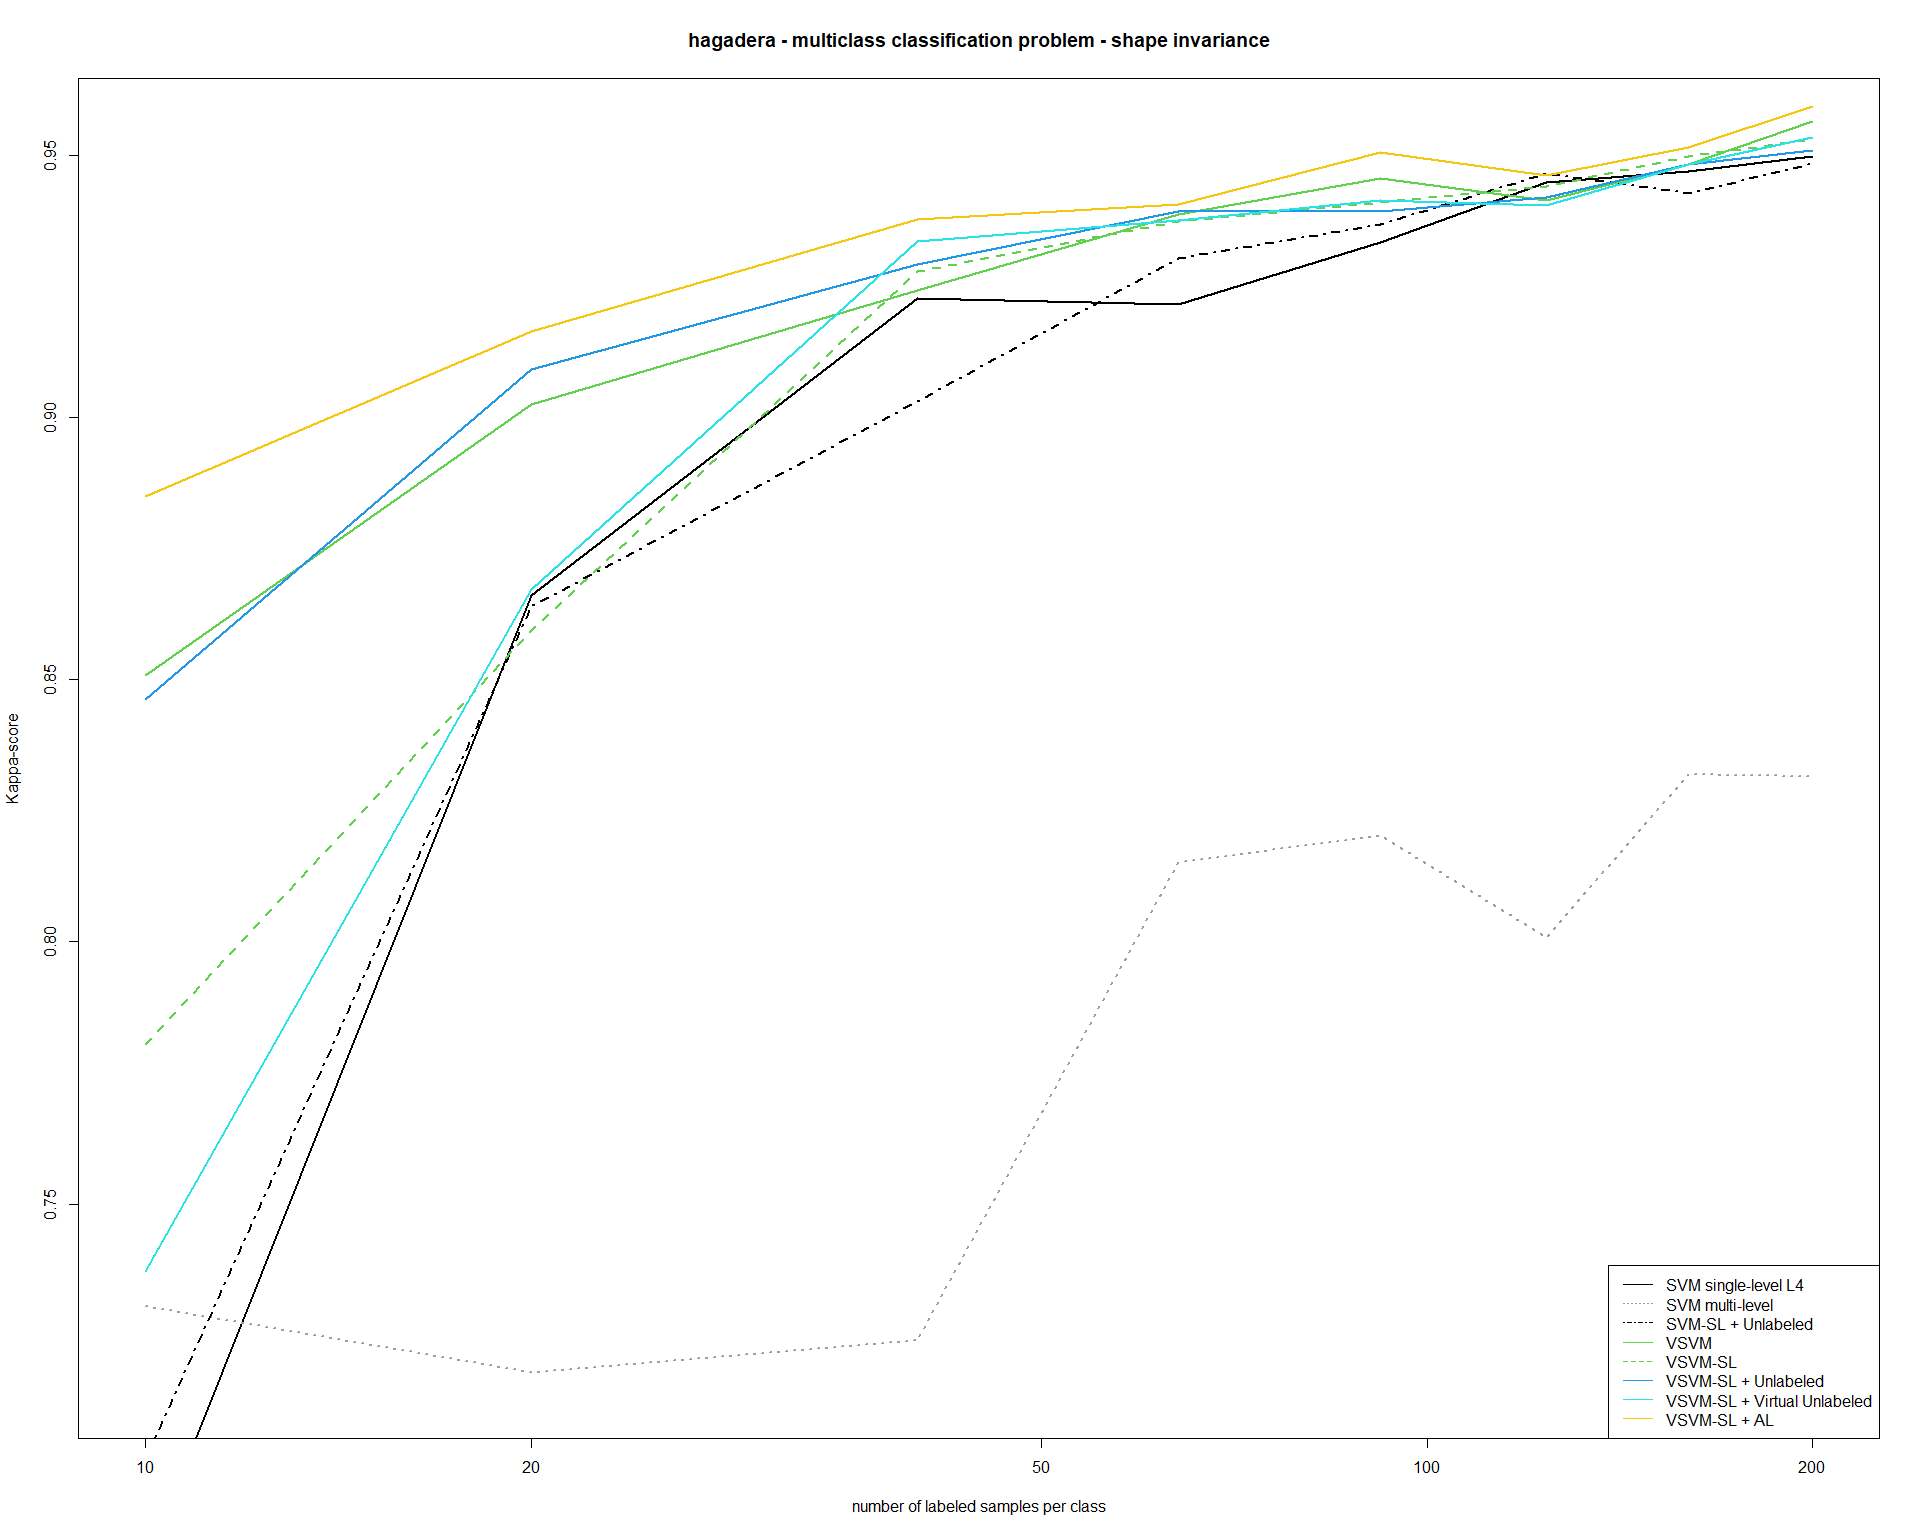 hagadera - multiclass classification problem - shape invariance
0.95
0.90
0.85
0.80
0.75
Kappa-score
10 20 50 100 200
number of labeled samples per class
SVM single-level L4
SVM multi-level
SVM-SL + Unlabeled
VSVM
VSVM-SL
VSVM-SL + Unlabeled
VSVM-SL + Virtual Unlabeled
VSVM-SL + AL